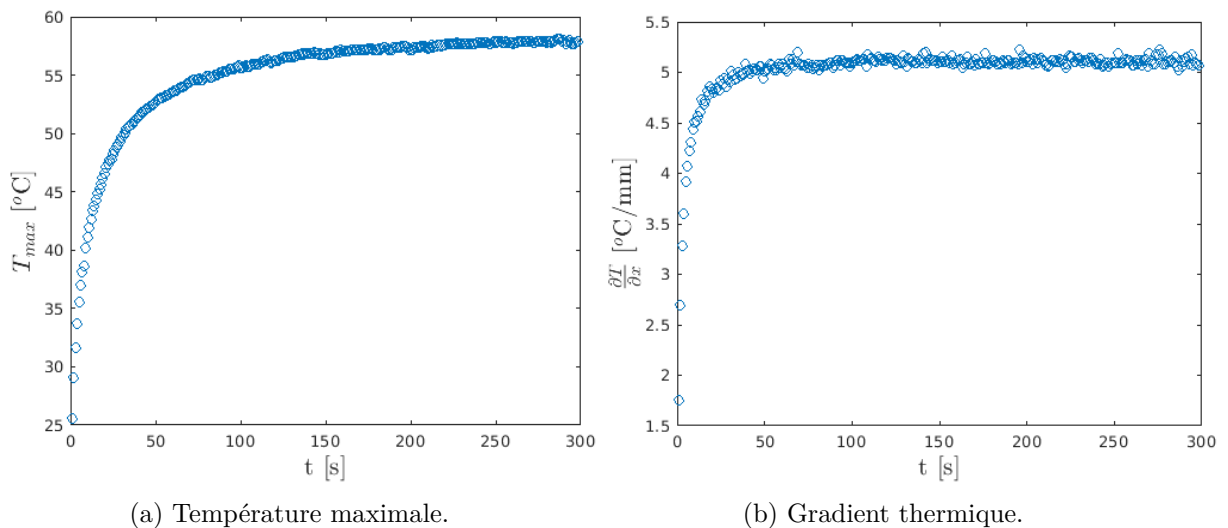 60
55
50
45
40
35
30
25
0 50 100 150 200 250 300
T_max [°C]
t [s]
(a) Température maximale.
5.5
5
4.5
4
3.5
3
2.5
2
1.5
0 50 100 150 200 250 300
∂T/∂x [°C/mm]
t [s]
(b) Gradient thermique.